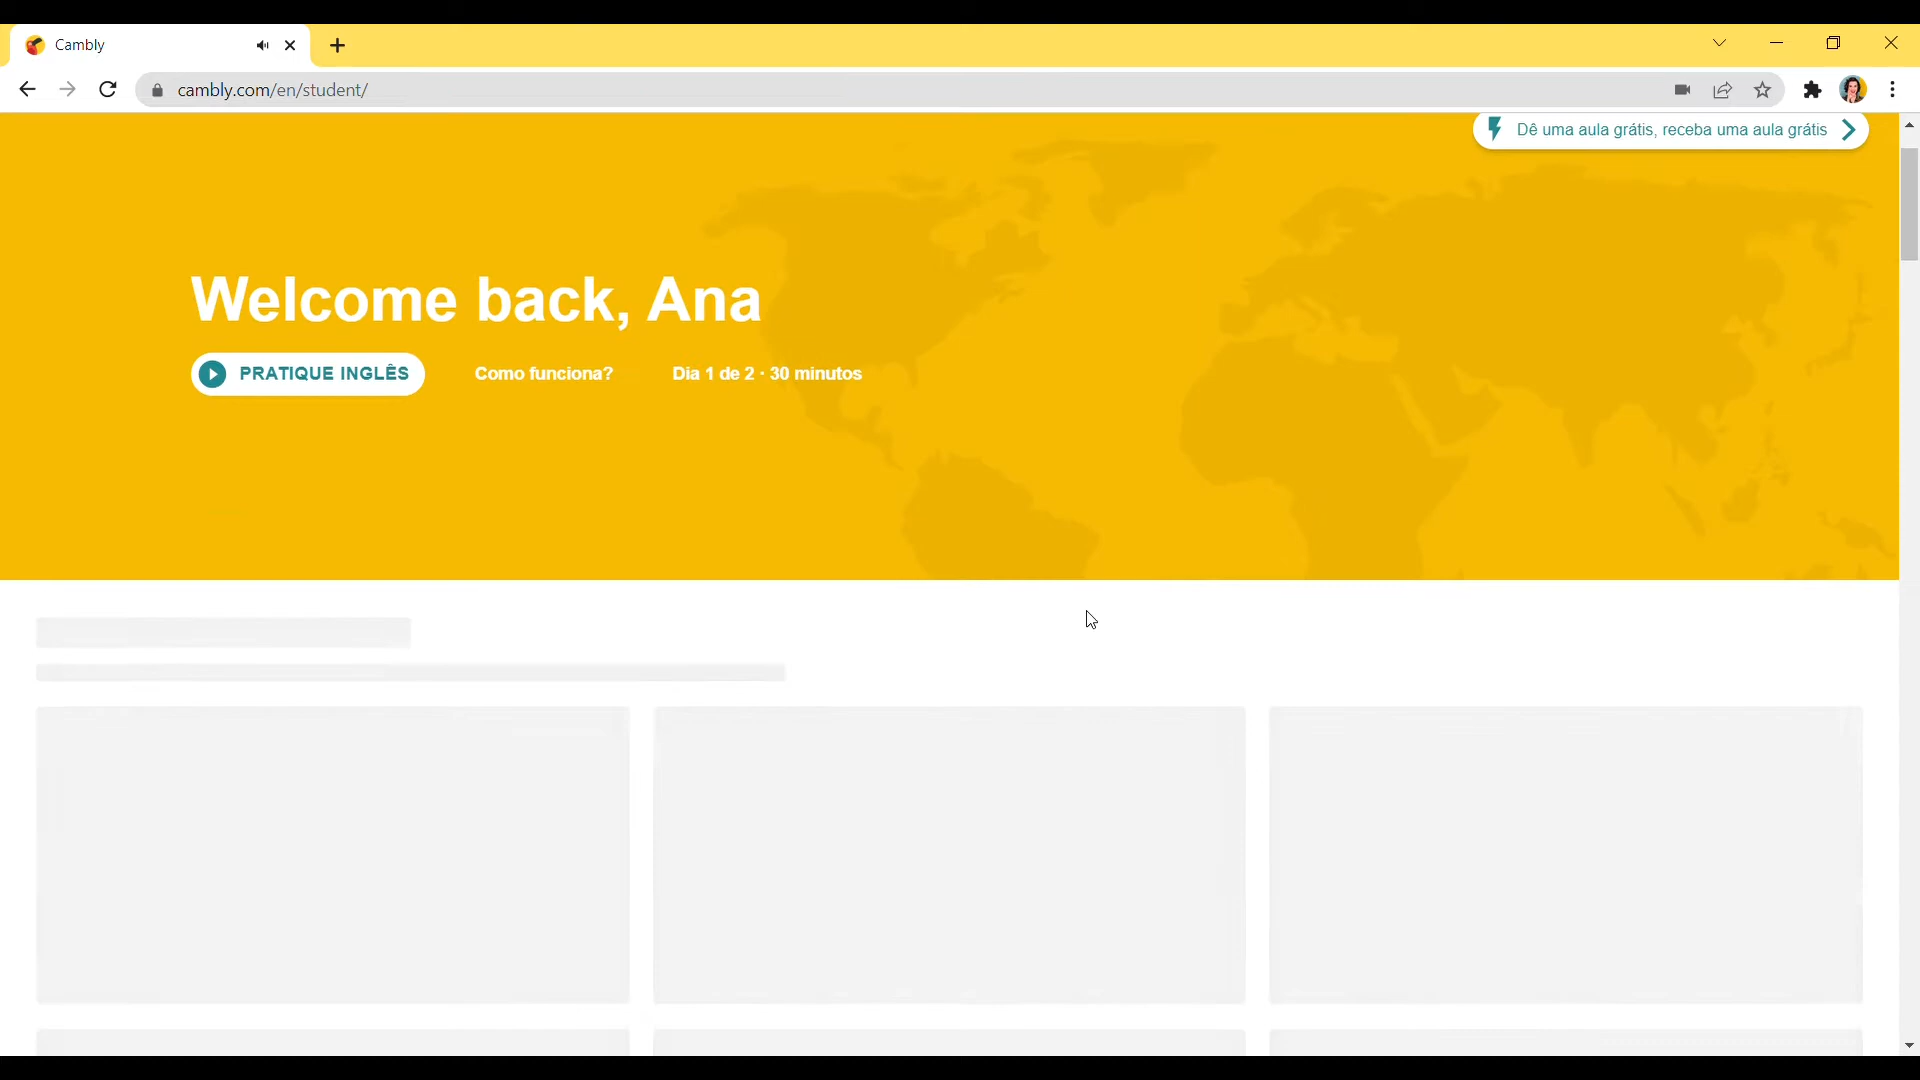 Cambly
cambly.com/en/student/
Dê uma aula grátis, receba uma aula grátis
Welcome back, Ana
PRATIQUE INGLÊS
Como funciona?
Dia 1 de 2 · 30 minutos